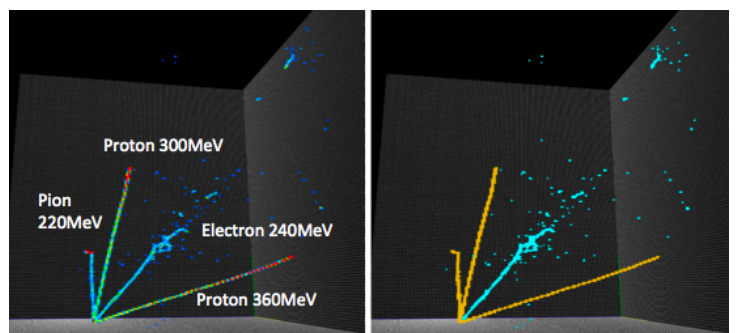 Proton 300MeV
Pion
220MeV
Electron 240MeV
Proton 360MeV